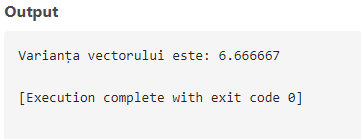 Output
Varianța vectorului este: 6.666667
[Execution complete with exit code 0]